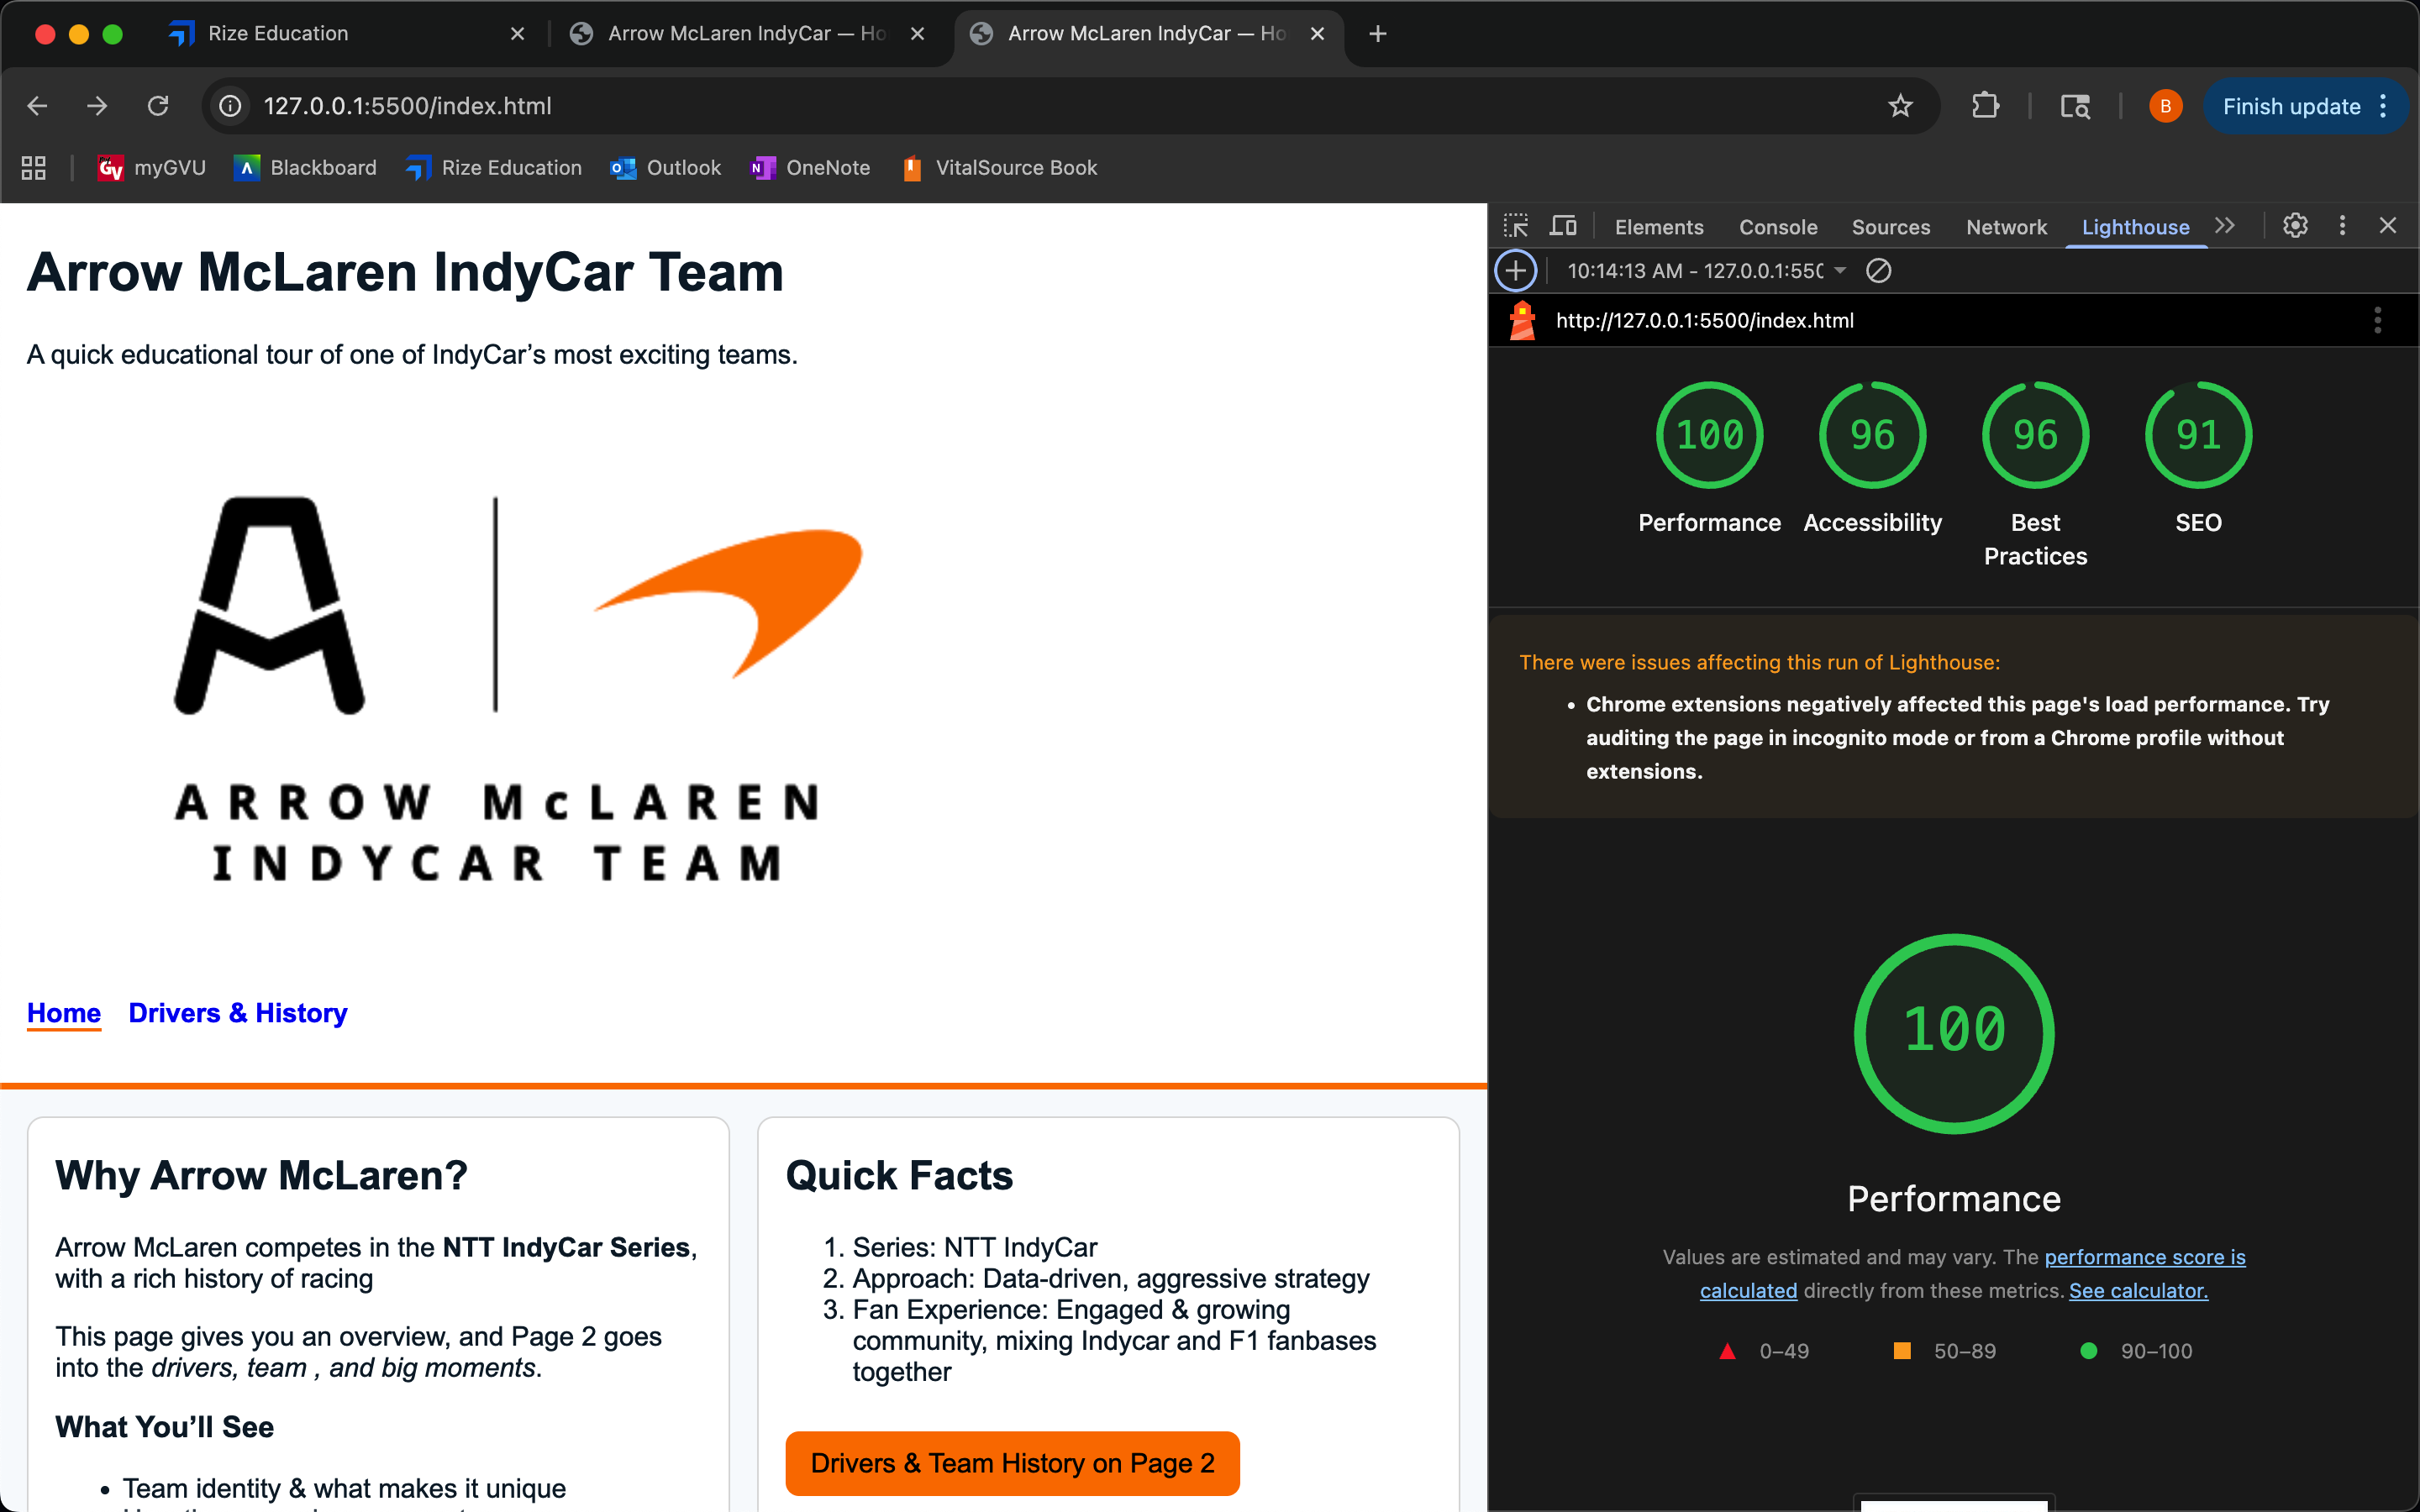 Rize Education
Arrow McLaren IndyCar — Ho
Arrow McLaren IndyCar — Ho
127.0.0.1:5500/index.html
B
Finish update
myGVU
Blackboard
Rize Education
Outlook
OneNote
VitalSource Book
Arrow McLaren IndyCar Team
A quick educational tour of one of IndyCar’s most exciting teams.
ARROW McLAREN
INDYCAR TEAM
Home Drivers & History
Why Arrow McLaren?
Arrow McLaren competes in the NTT IndyCar Series,
with a rich history of racing
This page gives you an overview, and Page 2 goes
into the drivers, team , and big moments.
What You’ll See
• Team identity & what makes it unique
Quick Facts
1. Series: NTT IndyCar
2. Approach: Data-driven, aggressive strategy
3. Fan Experience: Engaged & growing
community, mixing Indycar and F1 fanbases
together
Drivers & Team History on Page 2
Elements Console Sources Network Lighthouse
10:14:13 AM - 127.0.0.1:550
http://127.0.0.1:5500/index.html
100 96 96 91
Performance Accessibility Best
Practices
SEO
There were issues affecting this run of Lighthouse:
• Chrome extensions negatively affected this page's load performance. Try
auditing the page in incognito mode or from a Chrome profile without
extensions.
100
Performance
Values are estimated and may vary. The performance score is
calculated directly from these metrics. See calculator.
0–49 50–89 90–100